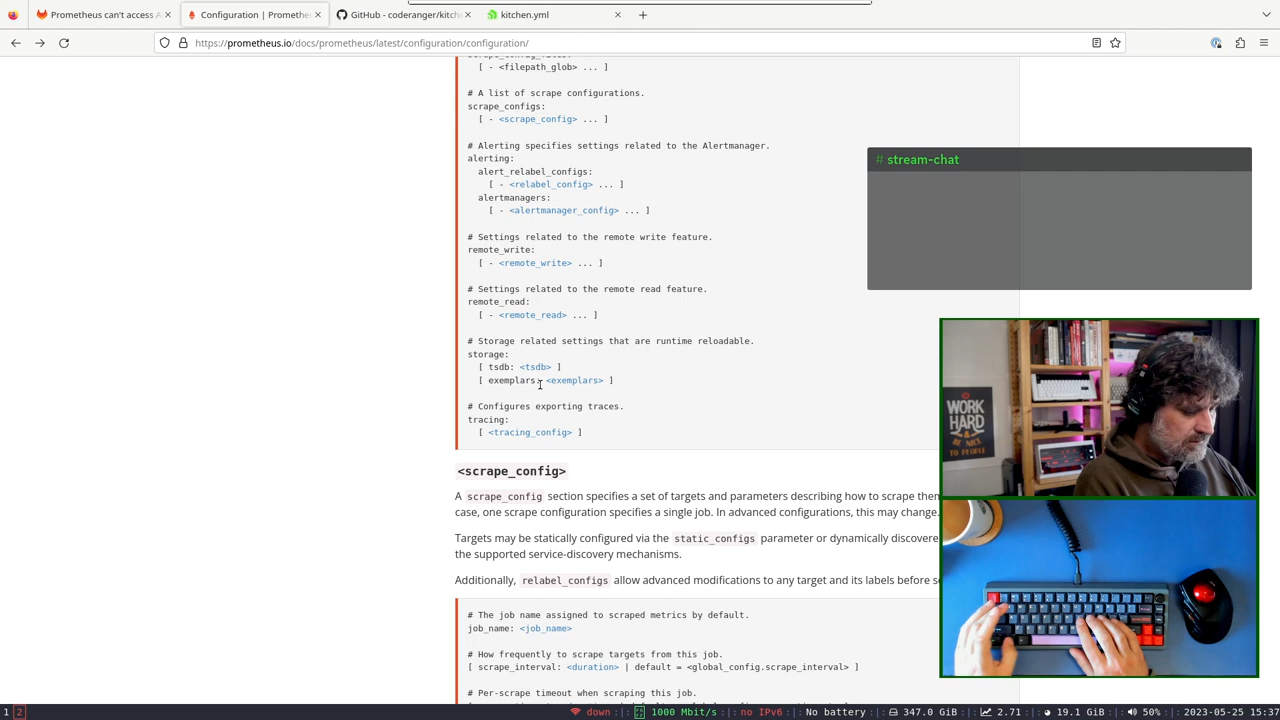 Prometheus can't access A
Configuration | Promethe
GitHub - coderanger/kitche
kitchen.yml
https://prometheus.io/docs/prometheus/latest/configuration/configuration/
[ - <filepath_glob> ... ]
# A list of scrape configurations.
scrape_configs:
[ - <scrape_config> ... ]
# Alerting specifies settings related to the Alertmanager.
alerting:
alert_relabel_configs:
[ - <relabel_config> ... ]
alertmanagers:
[ - <alertmanager_config> ... ]
# Settings related to the remote write feature.
remote_write:
[ - <remote_write> ... ]
# Settings related to the remote read feature.
remote_read:
[ - <remote_read> ... ]
# Storage related settings that are runtime reloadable.
storage:
[ tsdb: <tsdb> ]
[ exemplars: <exemplars> ]
# Configures exporting traces.
tracing:
[ <tracing_config> ]
<scrape_config>
A scrape_config section specifies a set of targets and parameters describing how to scrape them
case, one scrape configuration specifies a single job. In advanced configurations, this may change.
Targets may be statically configured via the static_configs parameter or dynamically discovere
the supported service-discovery mechanisms.
Additionally, relabel_configs allow advanced modifications to any target and its labels before s
# The job name assigned to scraped metrics by default.
job_name: <job_name>
# How frequently to scrape targets from this job.
[ scrape_interval: <duration> | default = <global_config.scrape_interval> ]
# Per-scrape timeout when scraping this job.
# stream-chat
WORK
HARD
& BE NICE
TO PEOPLE
1 2
down :|: 1000 Mbit/s :|: no IPv6 :|: No battery :|: 347.0 GiB :|: 2.71 :|: 19.1 GiB :|: 50% :|: 2023-05-25 15:37